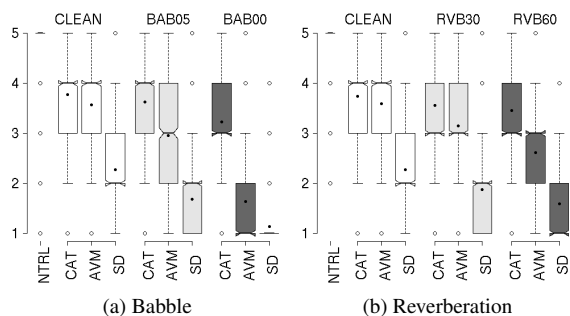 CLEAN BAB05 BAB00
5
4
3
2
1
NTRL CAT AVM SD CAT AVM SD CAT AVM SD
(a) Babble
CLEAN RVB30 RVB60
5
4
3
2
1
NTRL CAT AVM SD CAT AVM SD CAT AVM SD
(b) Reverberation